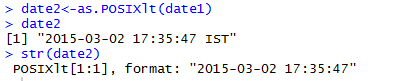 > date2<-as.POSIXlt(date1)
> date2
[1] "2015-03-02 17:35:47 IST"
> str(date2)
 POSIXlt[1:1], format: "2015-03-02 17:35:47"